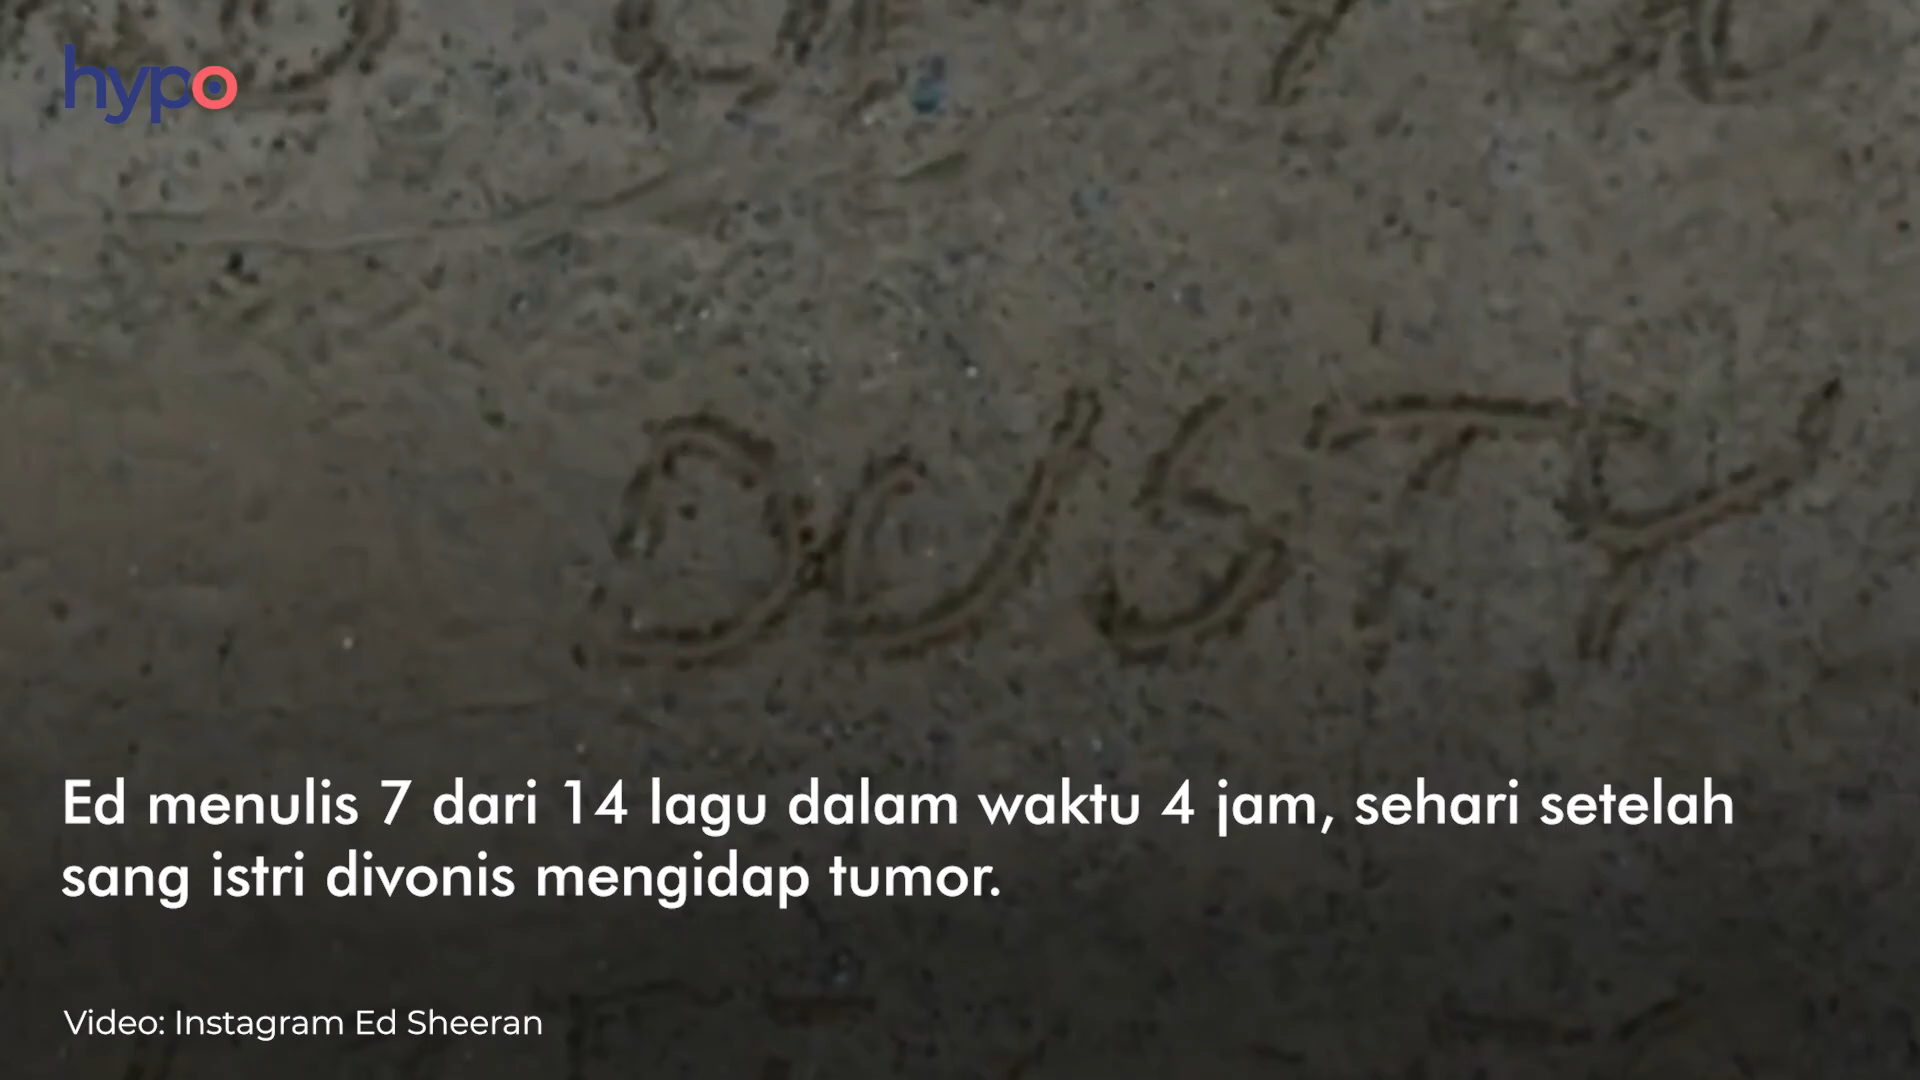 hypo
DUSTY
Ed menulis 7 dari 14 lagu dalam waktu 4 jam, sehari setelah
sang istri divonis mengidap tumor.
Video: Instagram Ed Sheeran